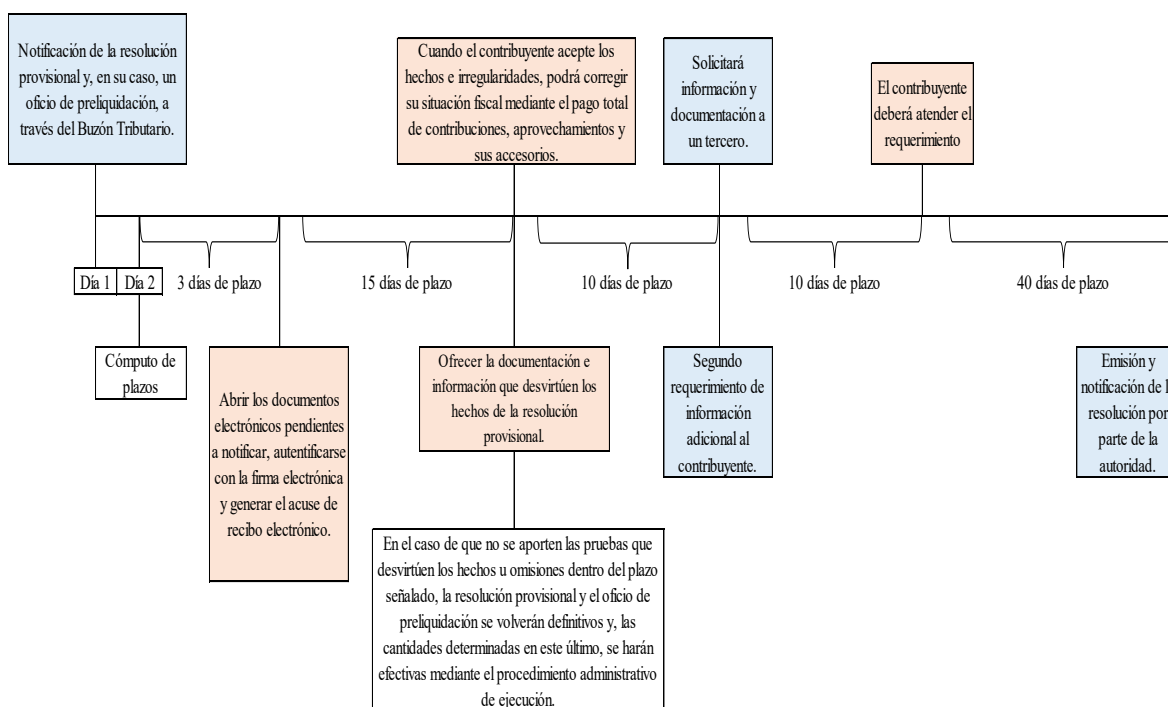 Notificación de la resolución
provisional y, en su caso, un
oficio de preliquidación, a
través del Buzón Tributario.
Cuando el contribuyente acepte los
hechos e irregularidades, podrá corregir
su situación fiscal mediante el pago total
de contribuciones, aprovechamientos y
sus accesorios.
Solicitará
información y
documentación a
un tercero.
El contribuyente
deberá atender el
requerimiento
Día 1
Día 2
3 días de plazo
15 días de plazo
10 días de plazo
10 días de plazo
40 días de plazo
Cómputo de
plazos
Abrir los documentos
electrónicos pendientes
a notificar, autentificarse
con la firma electrónica
y generar el acuse de
recibo electrónico.
Ofrecer la documentación e
información que desvirtúen los
hechos de la resolución
provisional.
Segundo
requerimiento de
información
adicional al
contribuyente.
Emisión y
notificación de
resolución por
parte de la
autoridad.
En el caso de que no se aporten las pruebas que
desvirtúen los hechos u omisiones dentro del plazo
señalado, la resolución provisional y el oficio de
preliquidación se volverán definitivos y, las
cantidades determinadas en este último, se harán
efectivas mediante el procedimiento administrativo
de ejecución.